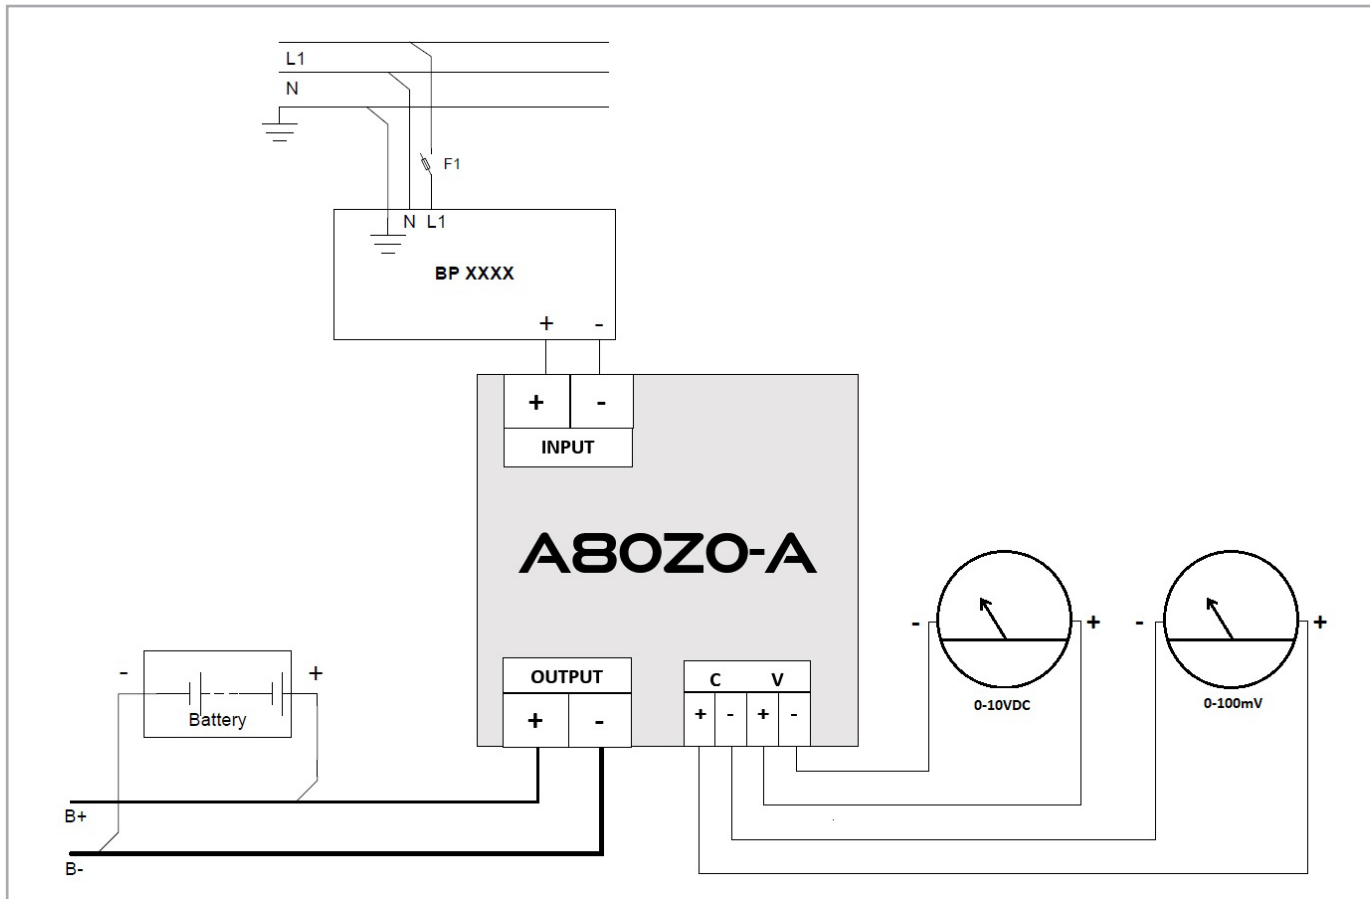 L1
N
F1
N L1
BP XXXX
+ -
+ -
INPUT
A80Z0-A
- +
Battery
OUTPUT
+ -
C V
+ - + -
- +
0-10VDC
- +
0-100mV
B+
B-